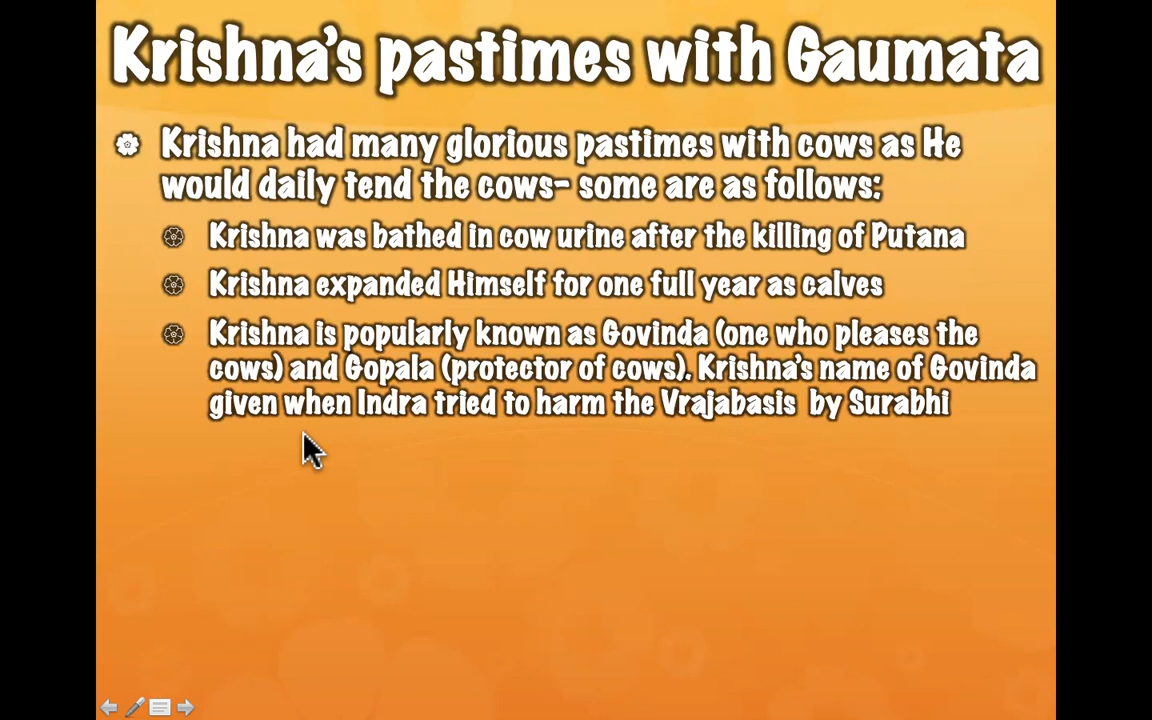 Krishna's pastimes with Gaumata
Krishna had many glorious pastimes with cows as He
would daily tend the cows- some are as follows:
Krishna was bathed in cow urine after the killing of Putana
Krishna expanded Himself for one full year as calves
Krishna is popularly known as Govinda (one who pleases the
cows) and Gopala (protector of cows). Krishna's name of Govinda
given when Indra tried to harm the Vrajabasis  by Surabhi